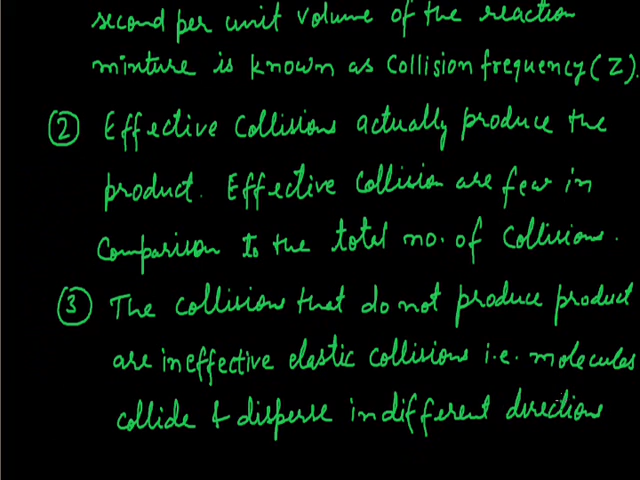 second per unit volume of the reaction
minture is known as Collision frequency (Z).
② Effective Collisions actually produce the
product. Effective Collision are few in
Comparison to the total no. of Collisions.
③ The collisions that do not produce product
are ineffective elastic collisions i.e. molecules
collide & disperse in different directions